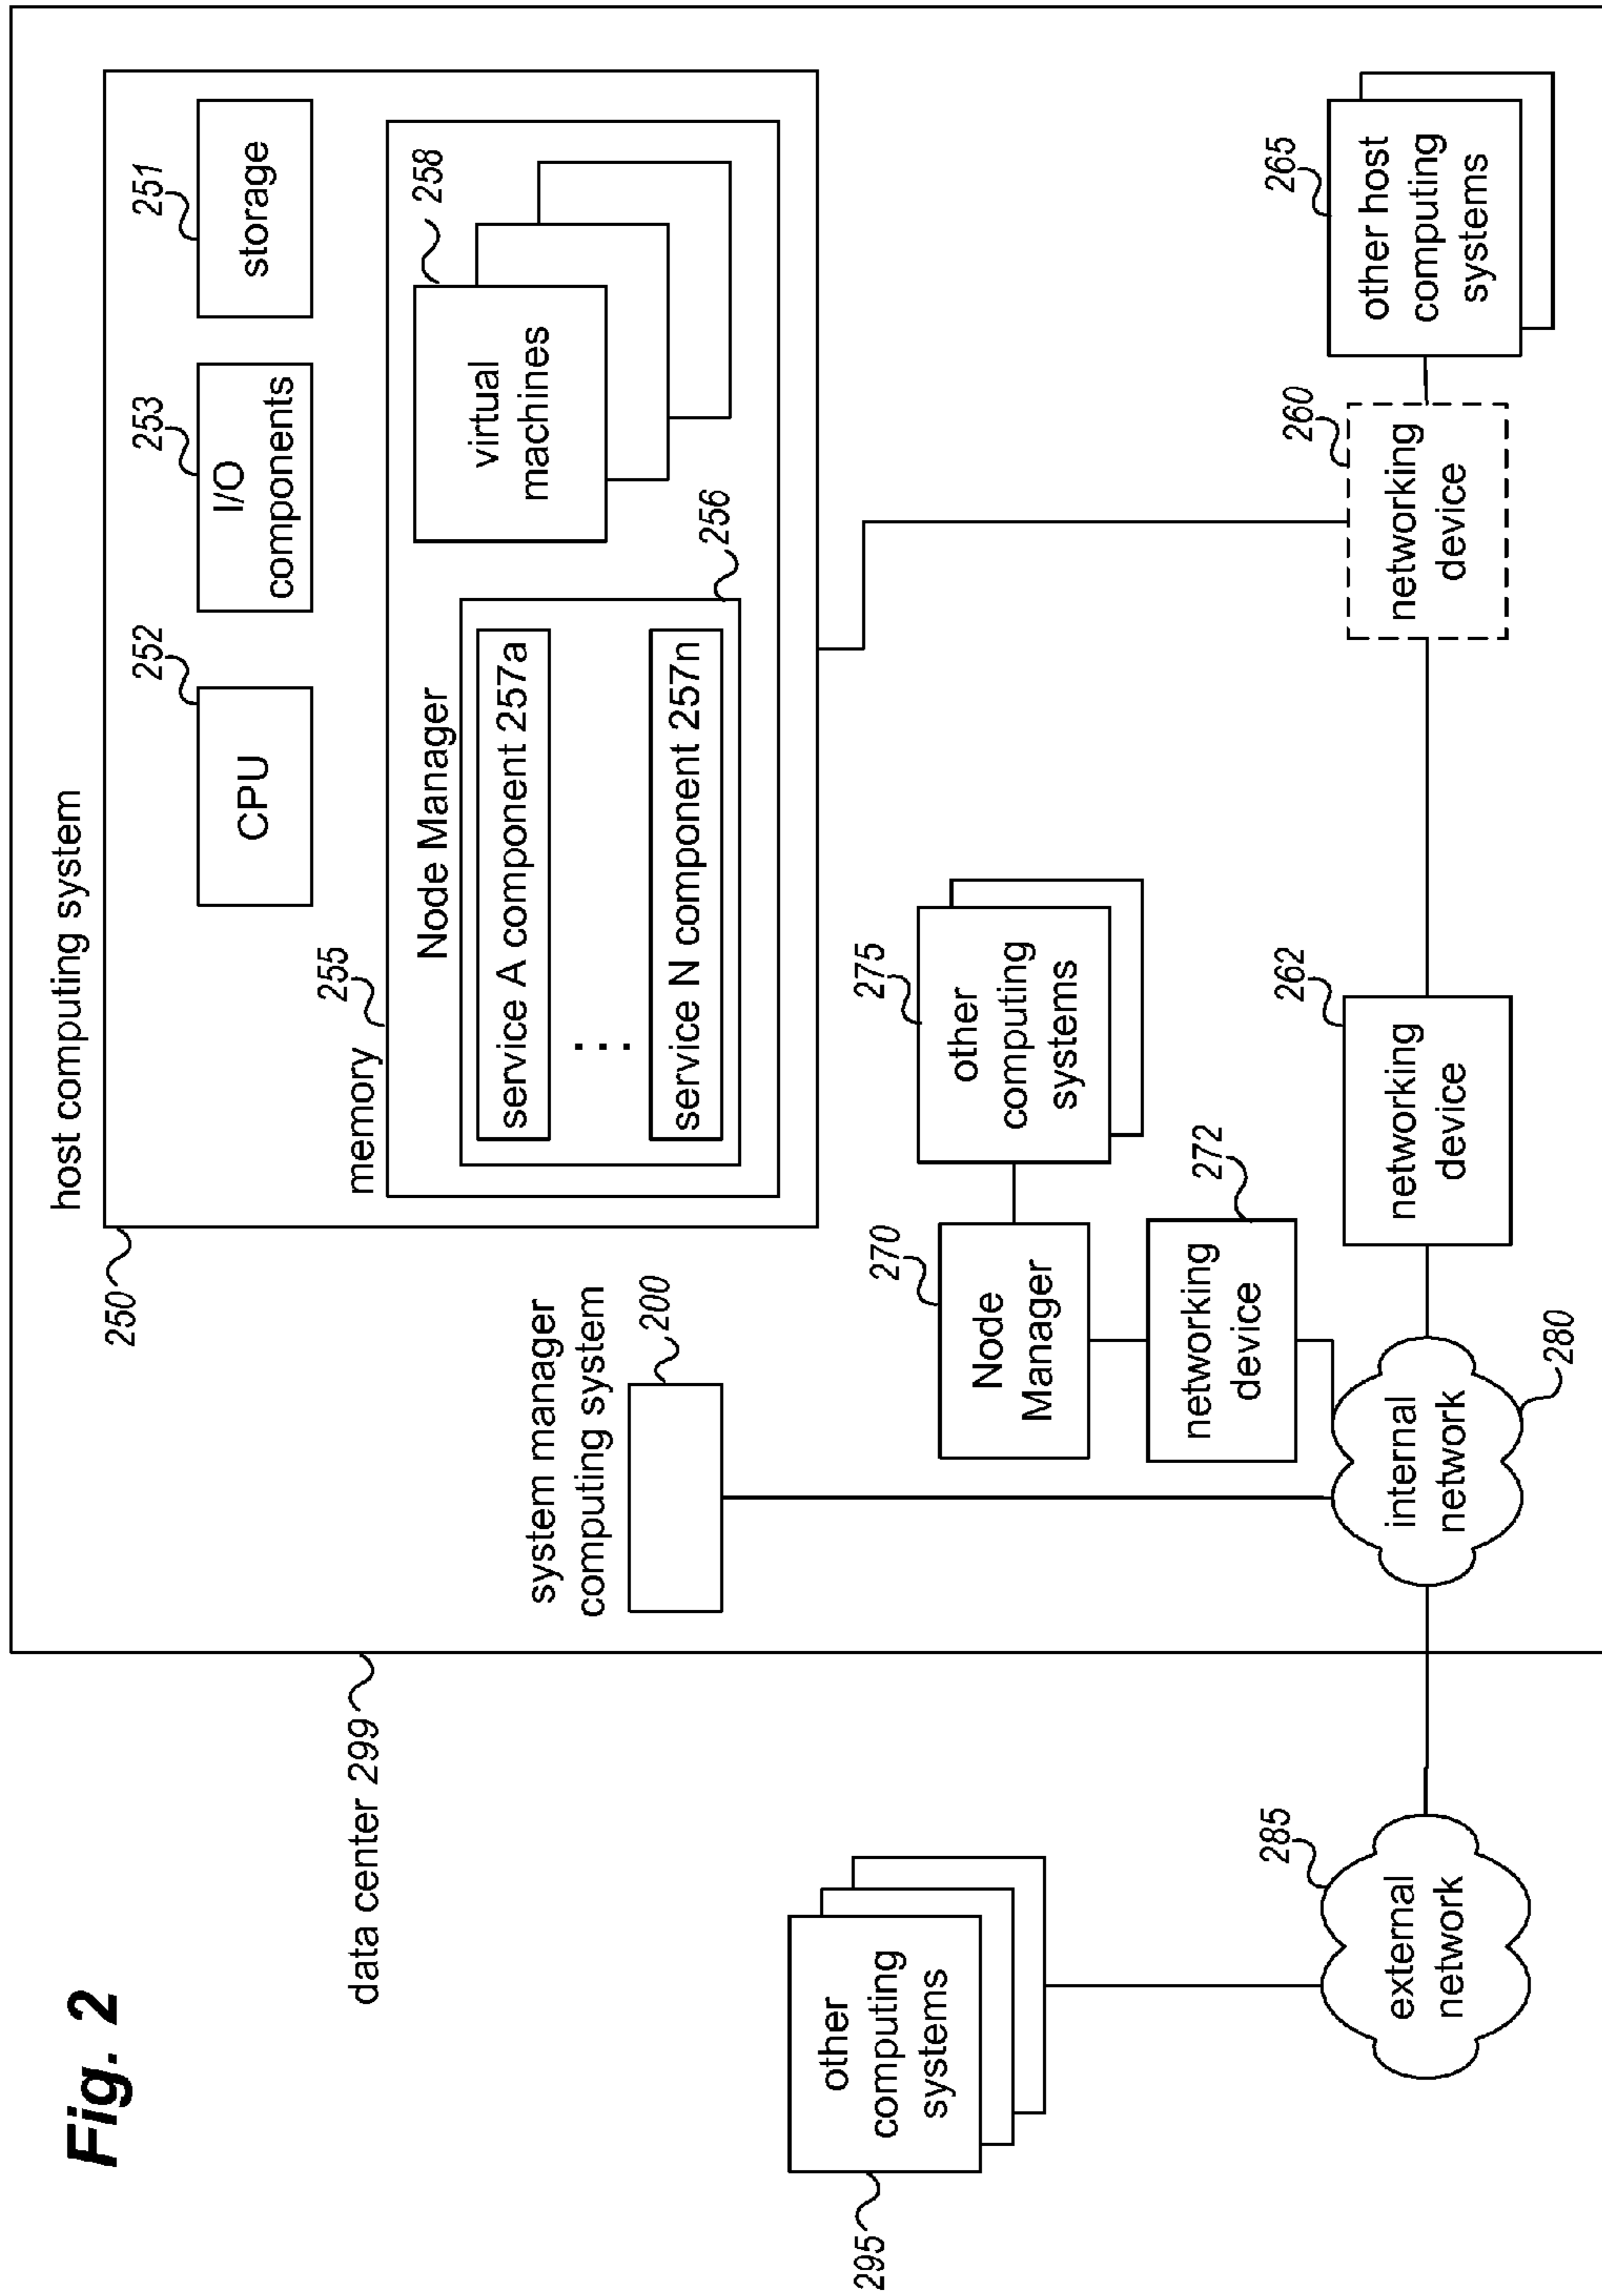 Fig. 2
data center 299
host computing system
250
CPU
252
I/O
components
253
storage
251
memory
255
Node Manager
service A component 257a
...
service N component 257n
256
virtual
machines
258
system manager
computing system
200
other
computing
systems
275
Node
Manager
270
networking
device
272
other
computing
systems
295
external
network
285
internal
network
280
networking
device
262
networking
device
260
other host
computing
systems
265